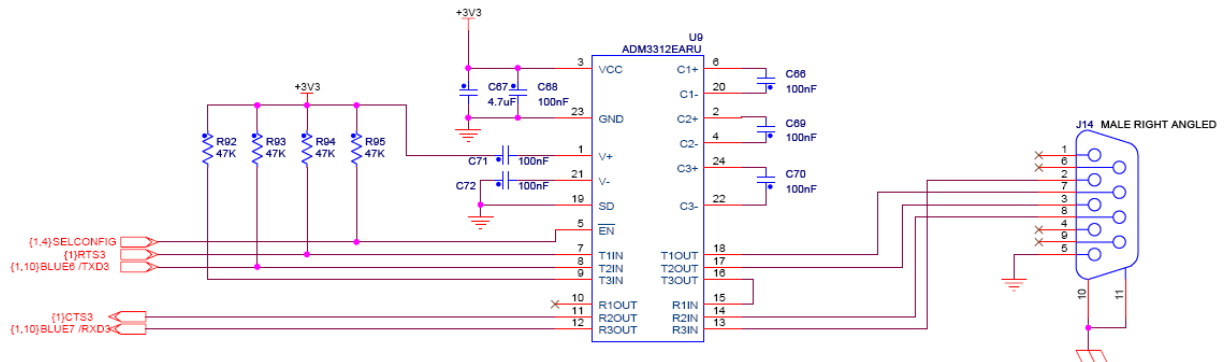 +3V3
U9
ADM3312EARU
3 VCC C1+ 6
C67 4.7uF
C68 100nF
C66 100nF
C1- 20
+3V3
23 GND C2+ 2
C69 100nF
C2- 4
R92 47K
R93 47K
R94 47K
R95 47K
C71 100nF
1 V+ C3+ 24
C70 100nF
C72 100nF
21 V-
19 SD C3- 22
5 EN
{1,4}SELCONFIG
{1}RTS3
{1,10}BLUE6 /TXD3
7 T1IN T1OUT 18
8 T2IN T2OUT 17
9 T3IN T3OUT 16
10 R1OUT R1IN 15
{1}CTS3
11 R2OUT R2IN 14
{1,10}BLUE7 /RXD3
12 R3OUT R3IN 13
J14 MALE RIGHT ANGLED
1
6
2
7
3
8
4
9
5
10
11